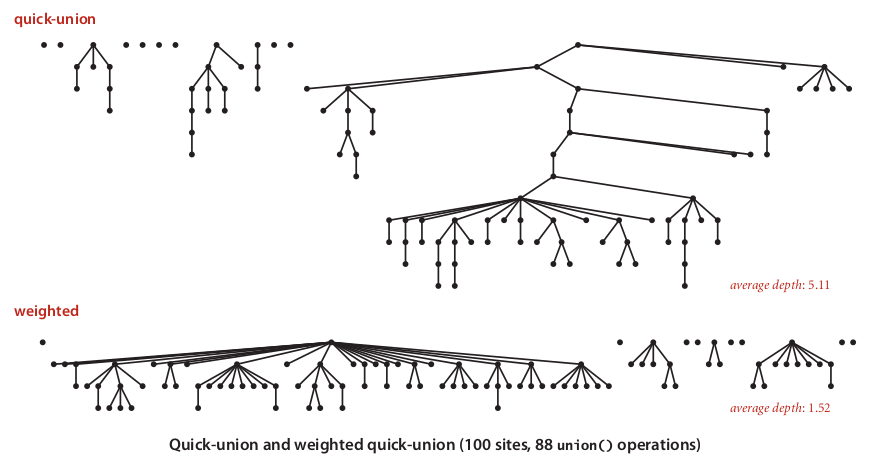 quick-union
average depth: 5.11
weighted
average depth: 1.52
Quick-union and weighted quick-union (100 sites, 88 union() operations)